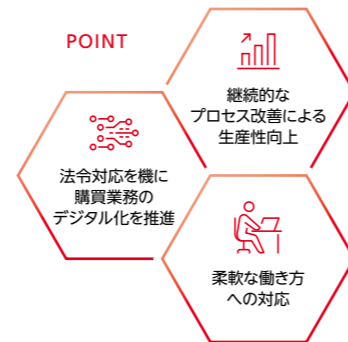 POINT
継続的な
プロセス改善による
生産性向上
法令対応を機に
購買業務の
デジタル化を推進
柔軟な働き方
への対応